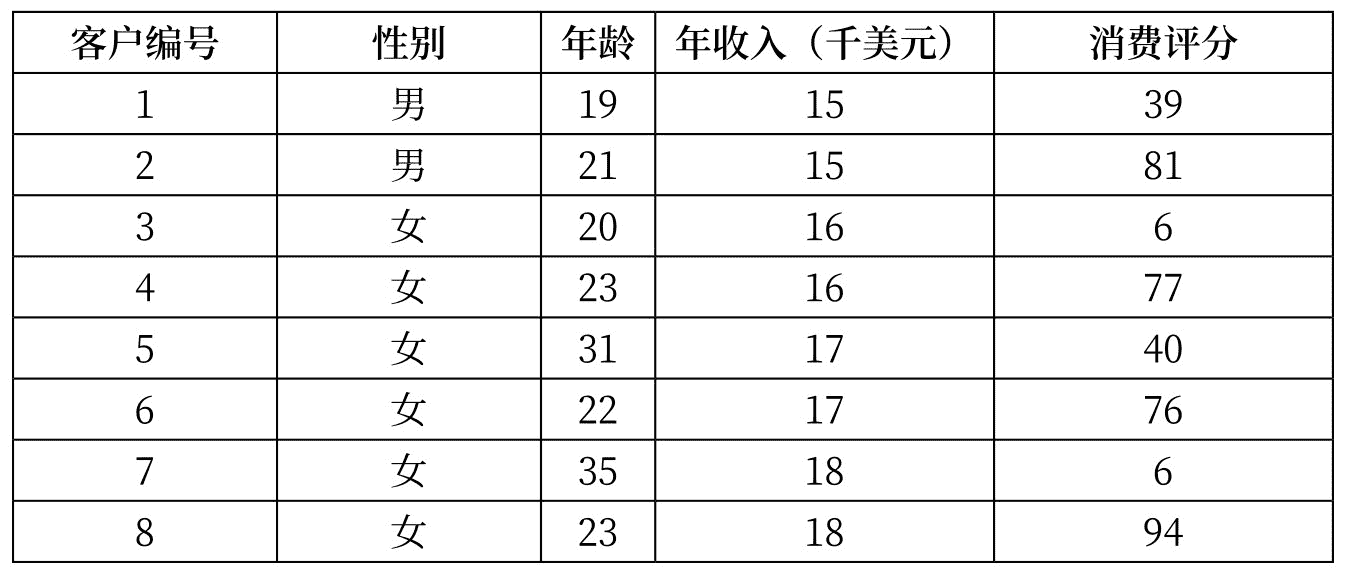 客户编号 性别 年龄 年收入（千美元） 消费评分
1 男 19 15 39
2 男 21 15 81
3 女 20 16 6
4 女 23 16 77
5 女 31 17 40
6 女 22 17 76
7 女 35 18 6
8 女 23 18 94